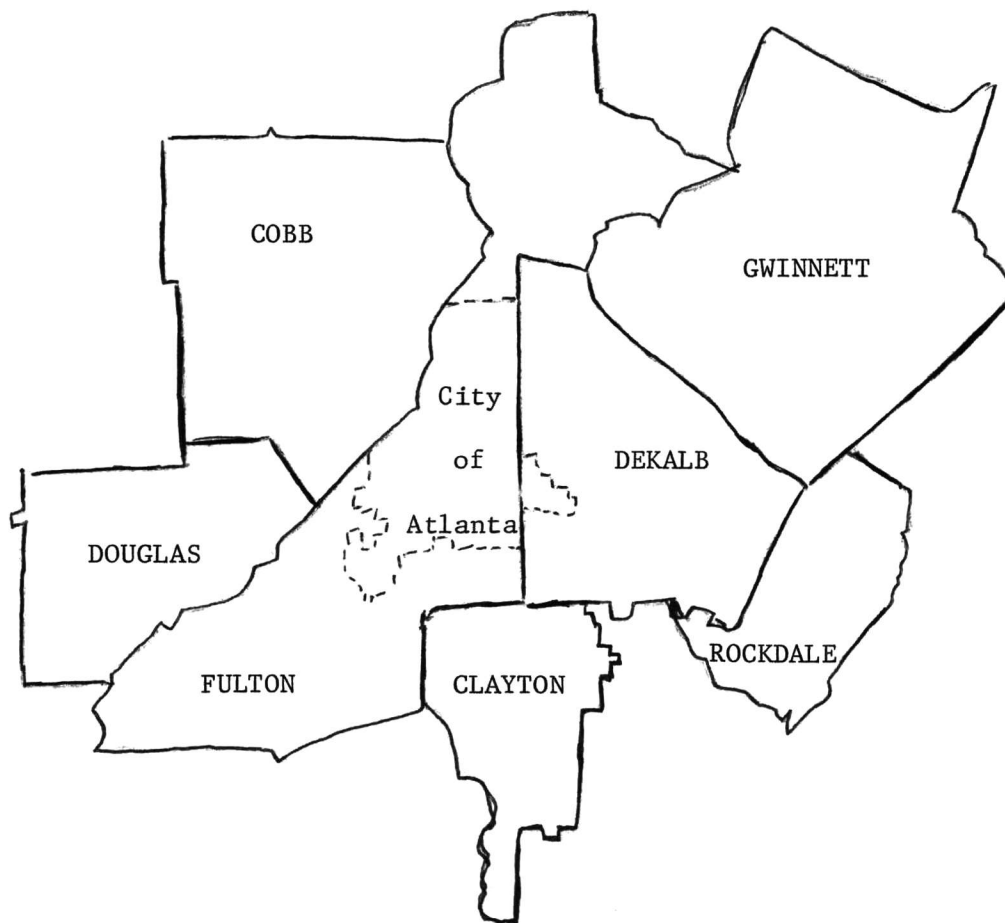 COBB
GWINNETT
City
of
Atlanta
DEKALB
DOUGLAS
FULTON
CLAYTON
ROCKDALE